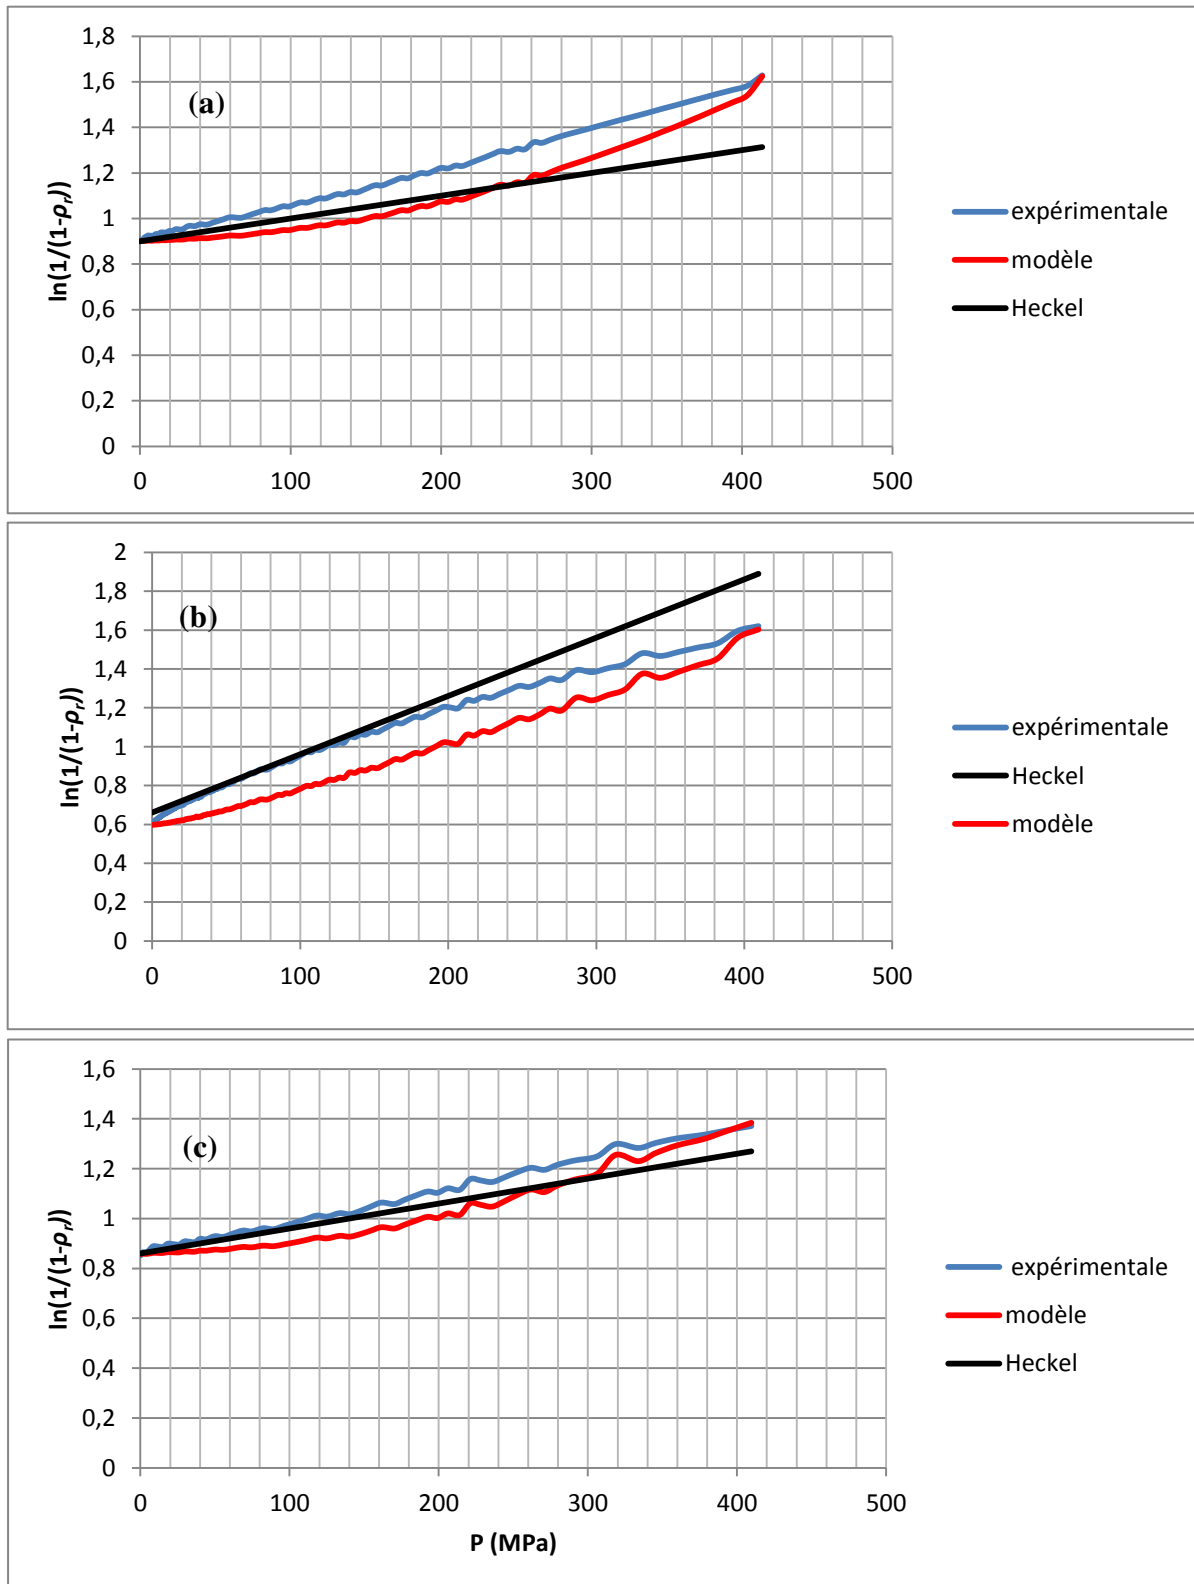 1,8
1,6
1,4
1,2
1
0,8
0,6
0,4
0,2
0
ln(1/(1-ρr))
(a)
0 100 200 300 400 500
expérimentale
modèle
Heckel
2
1,8
1,6
1,4
1,2
1
0,8
0,6
0,4
0,2
0
ln(1/(1-ρr))
(b)
0 100 200 300 400 500
expérimentale
Heckel
modèle
1,6
1,4
1,2
1
0,8
0,6
0,4
0,2
0
ln(1/(1-ρr))
(c)
0 100 200 300 400 500
P (MPa)
expérimentale
modèle
Heckel